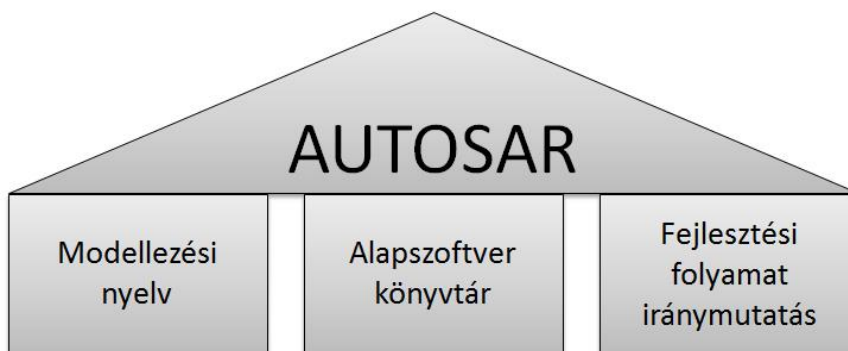 AUTOSAR
Modellezési
nyelv
Alapszoftver
könyvtár
Fejlesztési
folyamat
iránymutatás